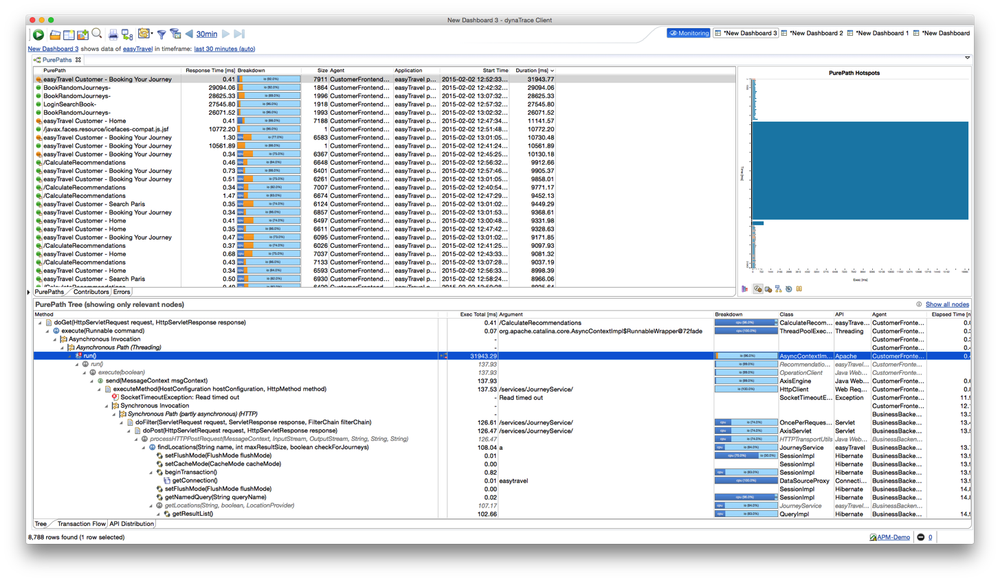 New Dashboard 3 - dynaTrace Client
30min
Monitoring *New Dashboard 3 *New Dashboard 2 *New Dashboard 1 *New Dashboard
New Dashboard 3 shows data of easyTravel in timeframe: last 30 minutes (auto)
PurePaths
PurePath Response Time [ms] Breakdown Size Agent Application Start Time Duration [ms]
easyTravel Customer - Booking Your Journey 0.41 io (92.0%) 7911 CustomerFrontend... easyTravel p... 2015-02-02 12:52:33... 31943.77
BookRandomJourneys- 29094.06 io (92.0%) 1864 CustomerFrontend... easyTravel p... 2015-02-02 12:42:32... 29094.06
BookRandomJourneys- 28625.33 io (89.0%) 1996 CustomerFrontend... easyTravel p... 2015-02-02 13:07:32... 28625.33
LoginSearchBook- 27545.80 io (96.0%) 1918 CustomerFrontend... easyTravel p... 2015-02-02 12:57:32... 27545.80
BookRandomJourneys- 26071.52 io (96.0%) 1993 CustomerFrontend... easyTravel p... 2015-02-02 13:02:32... 26071.52
easyTravel Customer - Home 0.41 io (88.0%) 7188 CustomerFrontend... easyTravel p... 2015-02-02 12:47:34... 11141.57
/javax.faces.resource/icefaces-compat.js.jsf 10772.20 io (96.0%) 1 CustomerFrontend... easyTravel p... 2015-02-02 12:51:48... 10772.20
easyTravel Customer - Booking Your Journey 1.30 io (77.0%) 6583 CustomerFrontend... easyTravel p... 2015-02-02 13:01:05... 10730.48
easyTravel Customer - Booking Your Journey 10561.89 io (88.0%) 1 CustomerFrontend... easyTravel p... 2015-02-02 12:41:24... 10561.89
easyTravel Customer - Booking Your Journey 0.34 cpu io (75.0%) 6367 CustomerFrontend... easyTravel p... 2015-02-02 12:45:25... 10130.18
/CalculateRecommendations 0.46 cpu io (84.0%) 6848 CustomerFrontend... easyTravel p... 2015-02-02 12:56:32... 9912.66
easyTravel Customer - Booking Your Journey 0.73 cpu io (88.0%) 6401 CustomerFrontend... easyTravel p... 2015-02-02 12:57:46... 9905.37
easyTravel Customer - Booking Your Journey 0.51 cpu io (75.0%) 6261 CustomerFrontend... easyTravel p... 2015-02-02 13:01:05... 9858.01
/CalculateRecommendations 0.34 cpu io (82.0%) 7007 CustomerFrontend... easyTravel p... 2015-02-02 12:40:54... 9771.17
/CalculateRecommendations 1.47 cpu io (83.0%) 6674 CustomerFrontend... easyTravel p... 2015-02-02 12:47:29... 9452.13
easyTravel Customer - Search Paris 0.35 cpu io (74.0%) 6124 CustomerFrontend... easyTravel p... 2015-02-02 13:01:02... 9449.29
easyTravel Customer - Booking Your Journey 0.34 cpu io (86.0%) 6857 CustomerFrontend... easyTravel p... 2015-02-02 13:01:53... 9368.61
easyTravel Customer - Home 0.41 cpu io (74.0%) 6497 CustomerFrontend... easyTravel p... 2015-02-02 13:00:48... 9331.98
easyTravel Customer - Home 0.35 cpu io (86.0%) 6611 CustomerFrontend... easyTravel p... 2015-02-02 12:47:42... 9328.63
easyTravel Customer - Booking Your Journey 0.47 cpu io (73.0%) 6095 CustomerFrontend... easyTravel p... 2015-02-02 13:01:02... 9171.85
/CalculateRecommendations 0.37 cpu io (74.0%) 6026 CustomerFrontend... easyTravel p... 2015-02-02 12:41:25... 9097.93
easyTravel Customer - Home 0.68 cpu io (75.0%) 7037 CustomerFrontend... easyTravel p... 2015-02-02 12:43:33... 9081.32
/CalculateRecommendations 0.43 cpu io (88.0%) 7133 CustomerFrontend... easyTravel p... 2015-02-02 13:07:28... 9037.19
easyTravel Customer - Home 0.34 cpu io (84.0%) 6593 CustomerFrontend... easyTravel p... 2015-02-02 12:56:33... 8998.39
easyTravel Customer - Search Paris 0.50 cpu io (82.0%) 6930 CustomerFrontend... easyTravel p... 2015-02-02 12:58:24... 8966.06
PurePaths Contributors Errors
PurePath Hotspots
Time [ms]
Exec [ms]
PurePath Tree (showing only relevant nodes) Show all nodes
Method Exec Total [ms] Argument Breakdown Class API Agent Elapsed Time [m
doGet(HttpServletRequest request, HttpServletResponse response) 0.41 /CalculateRecommendations cpu (98.0%) CalculateRecom... easyTrave... CustomerFronte...
execute(Runnable command) 0.07 org.apache.catalina.core.AsyncContextImpl$RunnableWrapper@72fade cpu (100.0%) ThreadPoolExec... Threading CustomerFronte...
Asynchronous Invocation - CustomerFronte...
Asynchronous Path (Threading) - CustomerFronte...
run() 31943.29 io (96.0%) AsyncContextIm... Apache CustomerFronte...
run() 137.93 io (99.0%) Recommendatio... easyTravel... CustomerFronte...
execute(boolean) 137.93 io (99.0%) OperationClient Java Web... CustomerFronte...
send(MessageContext msgContext) 137.93 io (99.0%) AxisEngine Java Web... CustomerFronte...
executeMethod(HostConfiguration hostConfiguration, HttpMethod method) 137.53 /services/JourneyService/ io (100.0%) HttpClient Web Req... CustomerFronte...
SocketTimeoutException: Read timed out - Read timed out SocketTimeoutE... Exception CustomerFronte... 11.9
Synchronous Invocation - CustomerFronte... 12.1
Synchronous Path (partly asynchronous) (HTTP) - BusinessBacke... 13.3
doFilter(ServletRequest request, ServletResponse response, FilterChain filterChain) 126.61 /services/JourneyService/ cpu io (74.0%) OncePerReques... Servlet BusinessBacke... 13.4
doPost(HttpServletRequest request, HttpServletResponse response) 126.47 /services/JourneyService/ cpu io (74.0%) AxisServlet Servlet BusinessBacke... 13.5
processHTTPPostRequest(MessageContext, InputStream, OutputStream, String, String, String) 126.47 cpu io (74.0%) HTTPTransportUtils Java Web... BusinessBacken...
findLocations(String name, int maxResultSize, boolean checkForJourneys) 108.04 a cpu io (84.0%) JourneyService easyTravel BusinessBacke... 13.7
setFlushMode(FlushMode flushMode) 0.01 cpu (70.0%) io (30.0%) SessionImpl Hibernate BusinessBacke... 13.9
setCacheMode(CacheMode cacheMode) 0.00 SessionImpl Hibernate BusinessBacke... 13.9
beginTransaction() 0.82 cpu io (83.0%) SessionImpl Hibernate BusinessBacke... 13.9
getConnection() 0.01 easytravel cpu (100.0%) DataSourceProxy Connecti... BusinessBacke... 13.9
setFlushMode(FlushMode flushMode) 0.00 SessionImpl Hibernate BusinessBacke... 14.8
getNamedQuery(String queryName) 0.02 cpu (96.0%) SessionImpl Hibernate BusinessBacke... 14.8
getLocations(String, boolean, LocationProvider) 107.17 cpu io (84.0%) JourneyService easyTravel... BusinessBacke...
getResultList() 102.66 cpu io (83.0%) QueryImpl Hibernate BusinessBacke... 14.9
Tree Transaction Flow API Distribution
8,788 rows found (1 row selected) APM-Demo 0